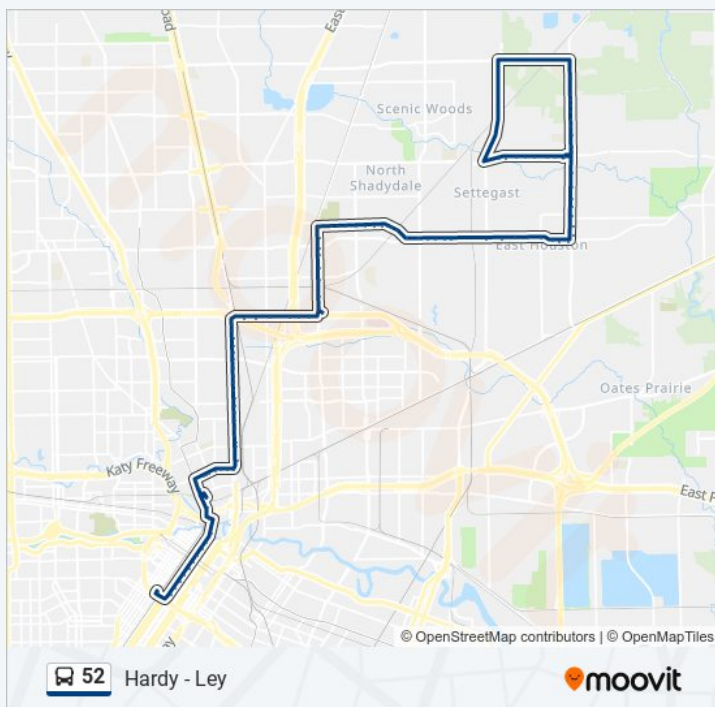 oad
East
Scenic Woods
North
Shadydale
Settegast
East Houston
Oates Prairie
Katy Freeway
East
© OpenStreetMap contributors | © OpenMapTiles
52 Hardy - Ley
moovit